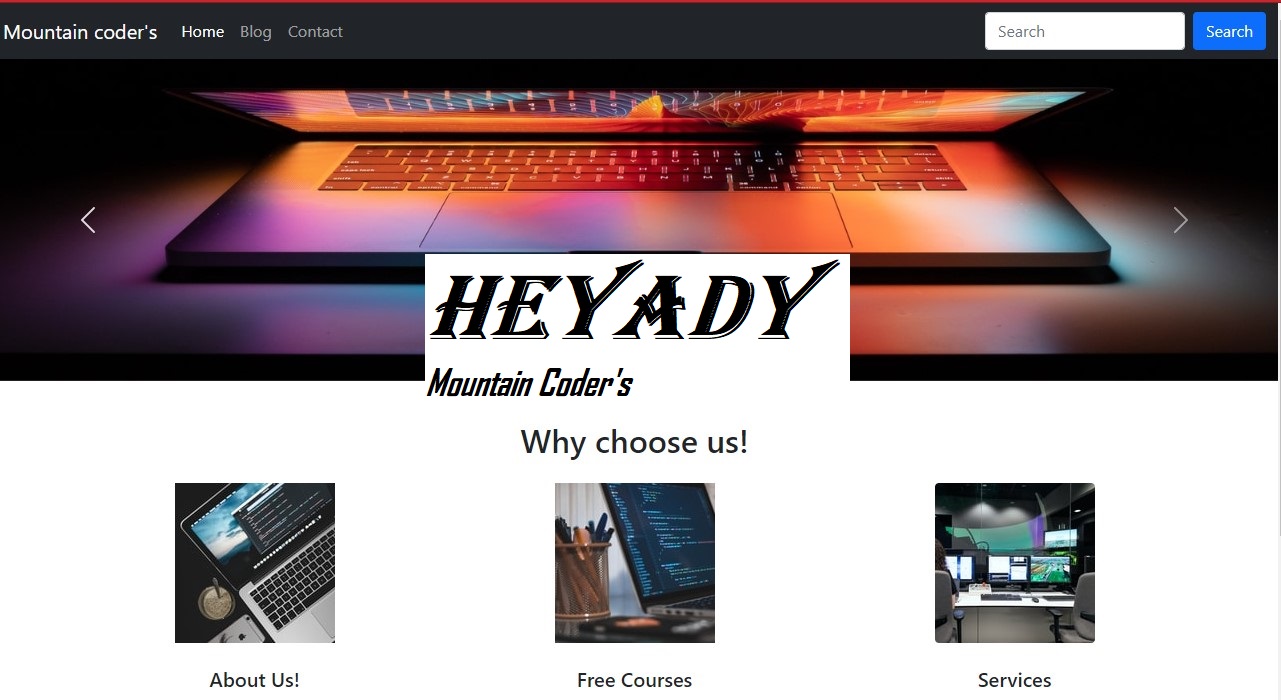 Mountain coder's Home Blog Contact Search Search
HEYADY
Mountain Coder's
Why choose us!
About Us! Free Courses Services